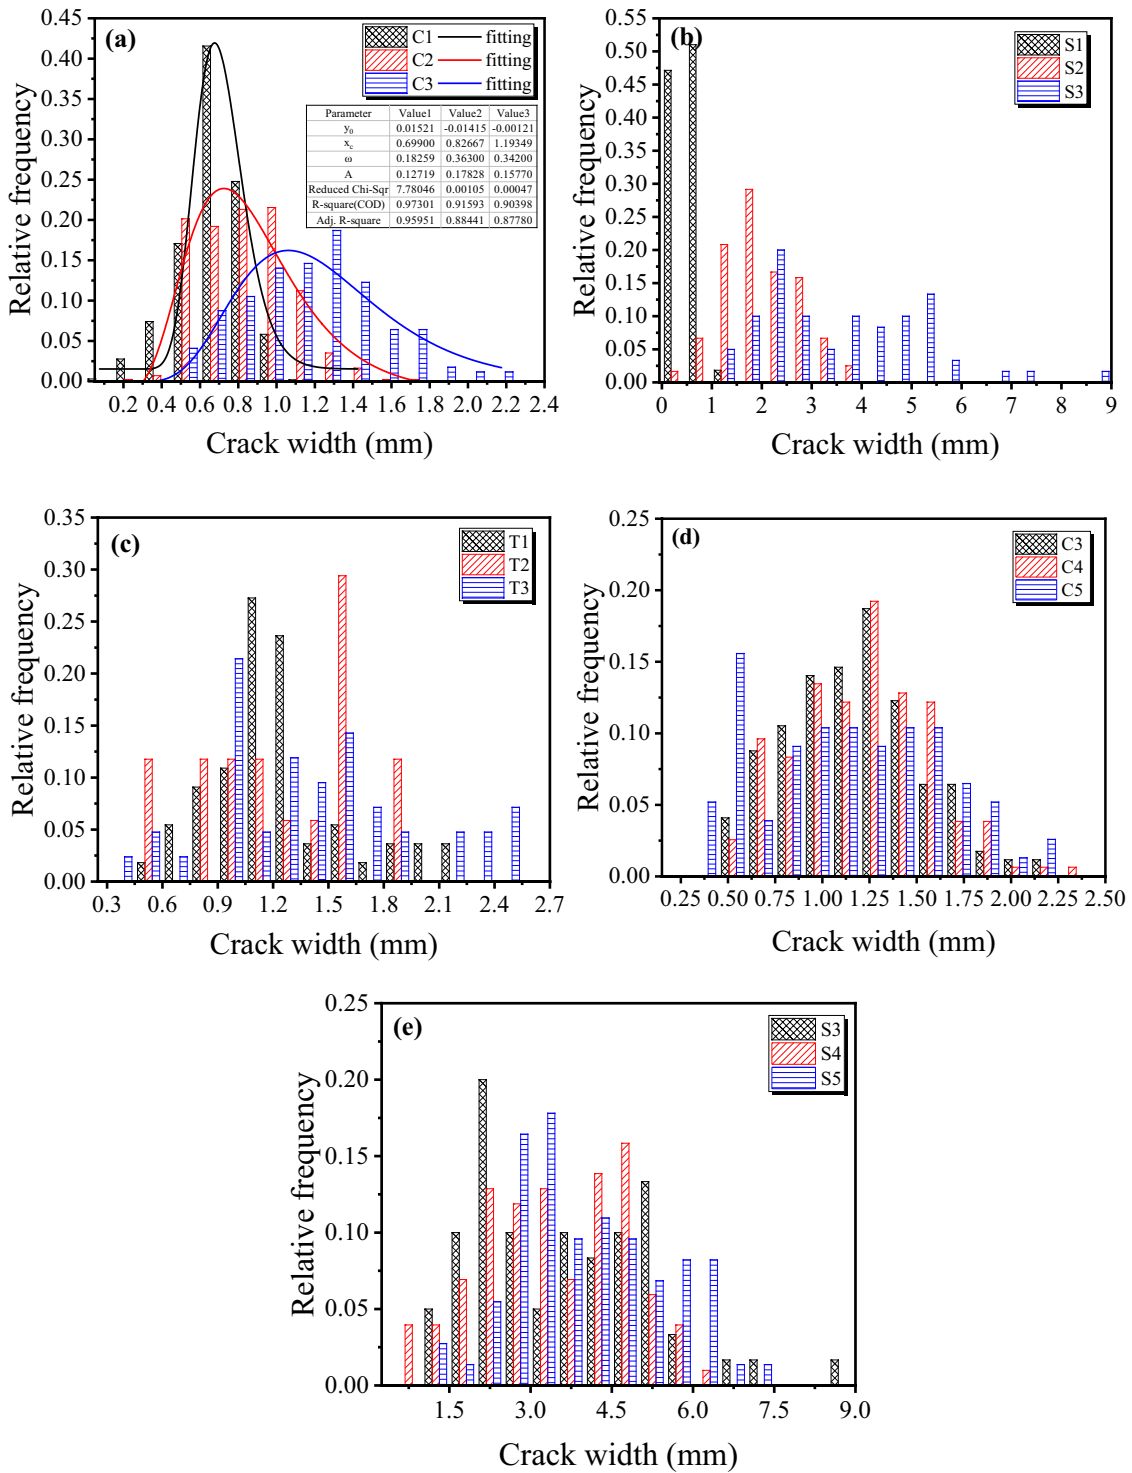 (a)
C1 fitting
C2 fitting
C3 fitting
Parameter Value1 Value2 Value3
y0 0.01521 -0.01415 -0.00121
xc 0.69900 0.82667 1.19349
ω 0.18259 0.36300 0.34200
A 0.12719 0.17828 0.15770
Reduced Chi-Sqr 7.78046 0.00105 0.00047
R-square(COD) 0.97301 0.91593 0.90398
Adj. R-square 0.95951 0.88441 0.87780
Relative frequency
0.45
0.40
0.35
0.30
0.25
0.20
0.15
0.10
0.05
0.00
0.2 0.4 0.6 0.8 1.0 1.2 1.4 1.6 1.8 2.0 2.2 2.4
Crack width (mm)
(b)
S1
S2
S3
Relative frequency
0.55
0.50
0.45
0.40
0.35
0.30
0.25
0.20
0.15
0.10
0.05
0.00
0 1 2 3 4 5 6 7 8 9
Crack width (mm)
(c)
T1
T2
T3
Relative frequency
0.35
0.30
0.25
0.20
0.15
0.10
0.05
0.00
0.3 0.6 0.9 1.2 1.5 1.8 2.1 2.4 2.7
Crack width (mm)
(d)
C3
C4
C5
Relative frequency
0.25
0.20
0.15
0.10
0.05
0.00
0.25 0.50 0.75 1.00 1.25 1.50 1.75 2.00 2.25 2.50
Crack width (mm)
(e)
S3
S4
S5
Relative frequency
0.25
0.20
0.15
0.10
0.05
0.00
1.5 3.0 4.5 6.0 7.5 9.0
Crack width (mm)